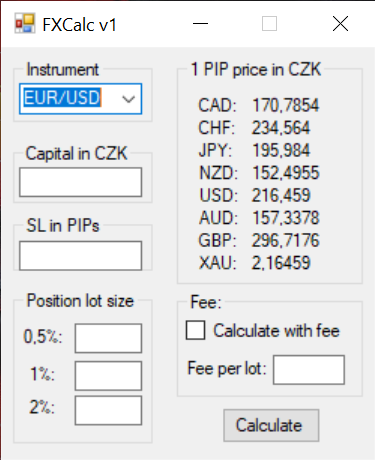 FXCalc v1
Instrument
EUR/USD
Capital in CZK
SL in PIPs
Position lot size
0,5%:
1%:
2%:
1 PIP price in CZK
CAD: 170,7854
CHF: 234,564
JPY: 195,984
NZD: 152,4955
USD: 216,459
AUD: 157,3378
GBP: 296,7176
XAU: 2,16459
Fee:
Calculate with fee
Fee per lot:
Calculate